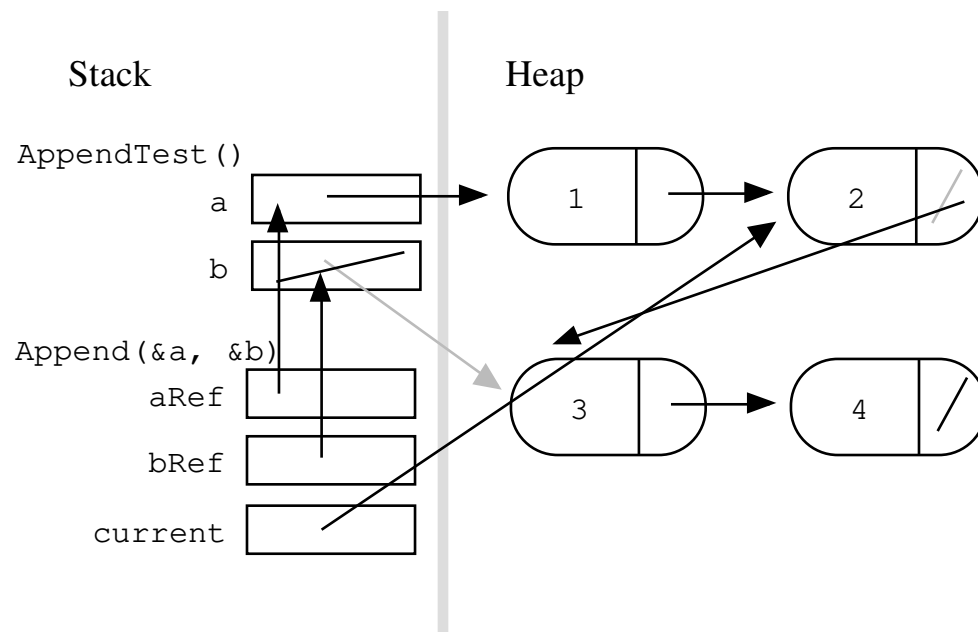 Stack
Heap
AppendTest()
a
1
2
b
Append(&a, &b)
aRef
3
4
bRef
current